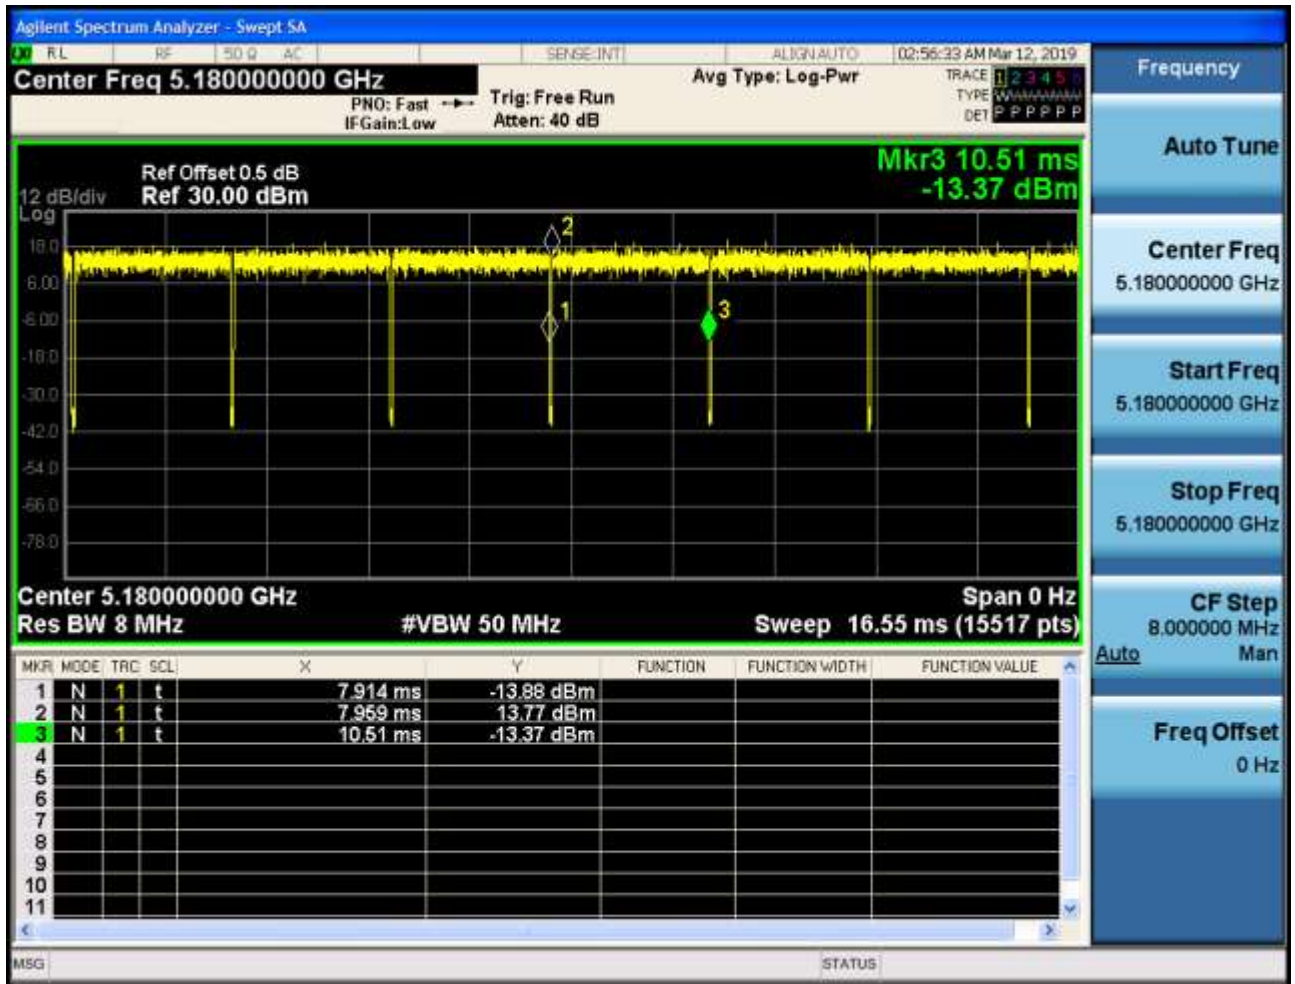 Agilent Spectrum Analyzer - Swept SA
RL RF 50 Ω AC SENSE:INT ALIGN AUTO 02:56:33 AM Mar 12, 2019
Center Freq 5.180000000 GHz
Avg Type: Log-Pwr
TRACE 1 2 3 4 5 6
PNO: Fast Trig: Free Run
TYPE
IFGain:Low Atten: 40 dB
DET P P P P P P
Mkr3 10.51 ms
-13.37 dBm
Ref Offset 0.5 dB
12 dB/div Ref 30.00 dBm
Log
18.0
6.00
-6.00
-18.0
-30.0
-42.0
-54.0
-66.0
-78.0
2
1
3
Center 5.180000000 GHz Span 0 Hz
Res BW 8 MHz #VBW 50 MHz Sweep 16.55 ms (15517 pts)
MKR MODE TRC SCL X Y FUNCTION FUNCTION WIDTH FUNCTION VALUE
1 N 1 t 7.914 ms -13.88 dBm
2 N 1 t 7.959 ms 13.77 dBm
3 N 1 t 10.51 ms -13.37 dBm
4
5
6
7
8
9
10
11
MSG STATUS
Frequency
Auto Tune
Center Freq
5.180000000 GHz
Start Freq
5.180000000 GHz
Stop Freq
5.180000000 GHz
CF Step
8.000000 MHz
Auto Man
Freq Offset
0 Hz